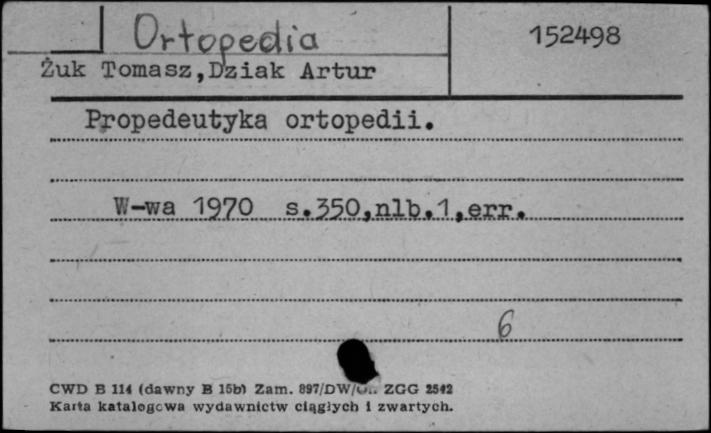 Ortopedia
152498
Żuk Tomasz,Dziak Artur
Propedeutyka ortopedii.
W-wa 1970 s.350,nlb.1,err.
6
CWD B 114 (dawny B 15b) Zam. 897/DW/ ZGG 2542
Karta katalogowa wydawnictw ciągłych i zwartych.